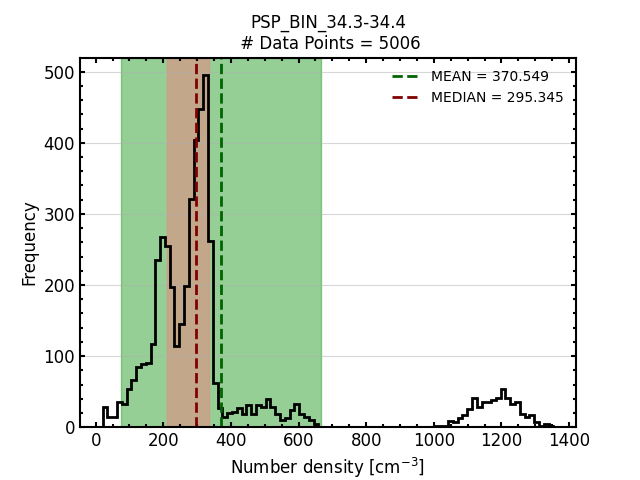 PSP_BIN_34.3-34.4
# Data Points = 5006
MEAN = 370.549
MEDIAN = 295.345
500
400
300
200
100
0
Frequency
0 200 400 600 800 1000 1200 1400
Number density [cm⁻³]